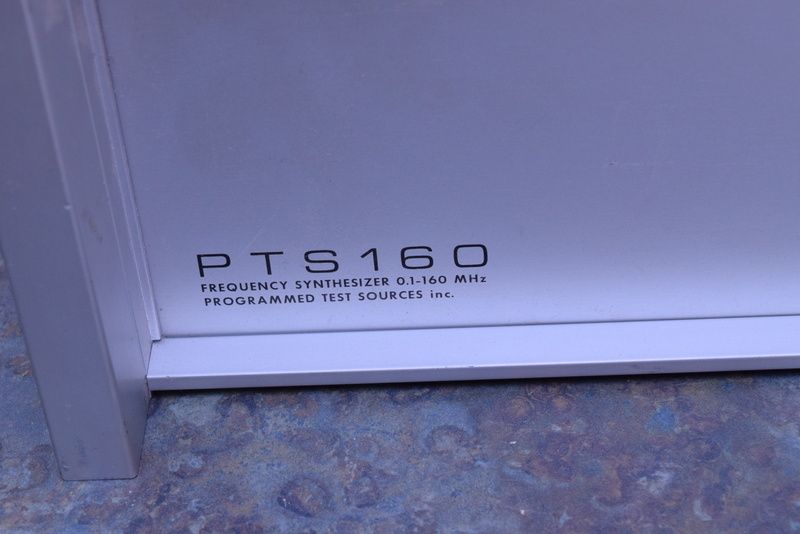 PTS160
FREQUENCY SYNTHESIZER 0.1-160 MHz
PROGRAMMED TEST SOURCES inc.